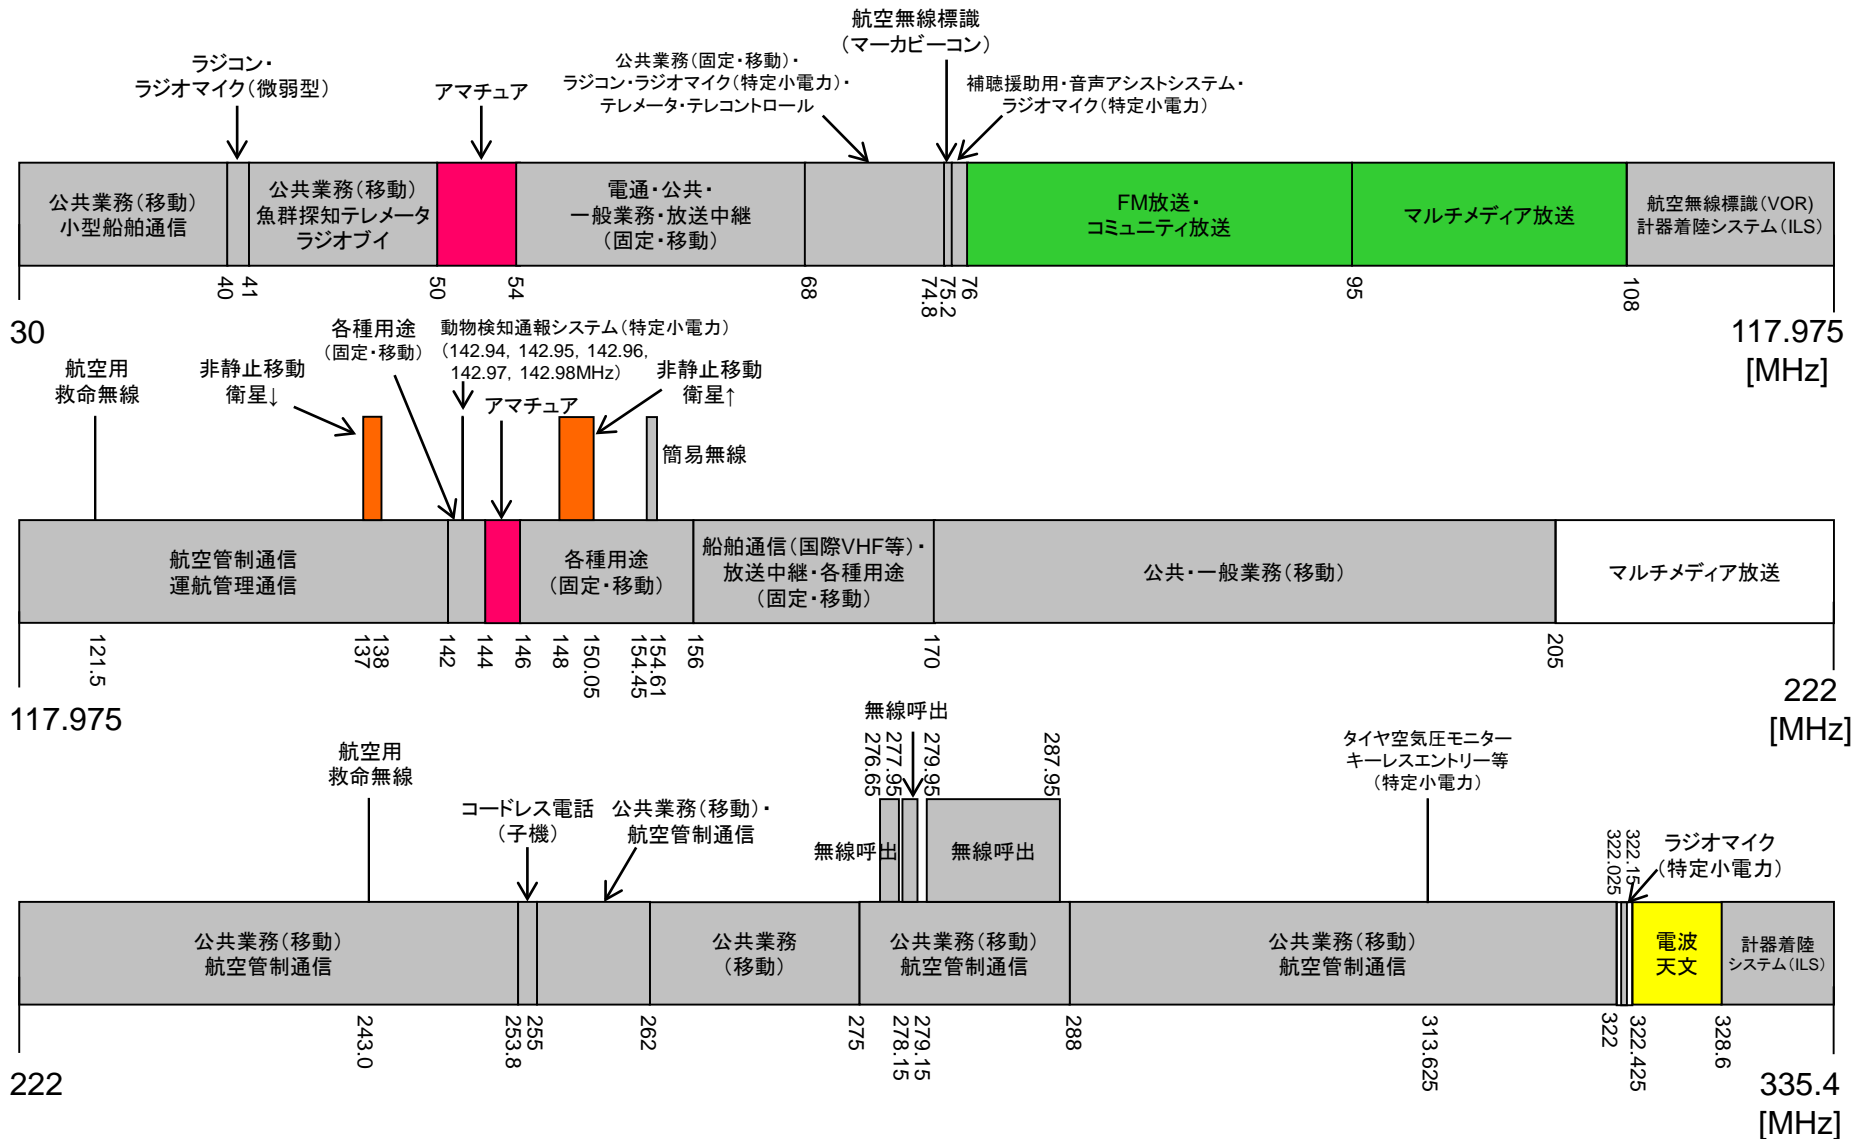 ラジコン・
ラジオマイク(微弱型)
アマチュア
公共業務(固定・移動)・
ラジコン・ラジオマイク(特定小電力)・
テレメータ・テレコントロール
航空無線標識
(マーカビーコン)
補聴援助用・音声アシストシステム・
ラジオマイク(特定小電力)
公共業務(移動)
小型船舶通信
公共業務(移動)
魚群探知テレメータ
ラジオブイ
電通・公共・
一般業務・放送中継
(固定・移動)
FM放送・
コミュニティ放送
マルチメディア放送
航空無線標識(VOR)
計器着陸システム(ILS)
40
41
50
54
68
74.8
75.2
76
95
108
30
117.975
[MHz]
航空用
救命無線
非静止移動
衛星↓
各種用途
(固定・移動)
動物検知通報システム(特定小電力)
(142.94, 142.95, 142.96,
142.97, 142.98MHz)
アマチュア
非静止移動
衛星↑
簡易無線
航空管制通信
運航管理通信
各種用途
(固定・移動)
船舶通信(国際VHF等)・
放送中継・各種用途
(固定・移動)
公共・一般業務(移動)
マルチメディア放送
121.5
137
138
142
144
146
148
150.05
154.45
154.61
156
170
205
117.975
222
[MHz]
航空用
救命無線
コードレス電話
(子機)
公共業務(移動)・
航空管制通信
無線呼出
276.65
277.95
279.95
287.95
無線呼出
無線呼出
タイヤ空気圧モニター
キーレスエントリー等
(特定小電力)
322.025
322.15
ラジオマイク
(特定小電力)
公共業務(移動)
航空管制通信
公共業務
(移動)
公共業務(移動)
航空管制通信
公共業務(移動)
航空管制通信
電波
天文
計器着陸
システム(ILS)
243.0
253.8
255
262
275
278.15
279.15
288
313.625
322
322.425
328.6
222
335.4
[MHz]